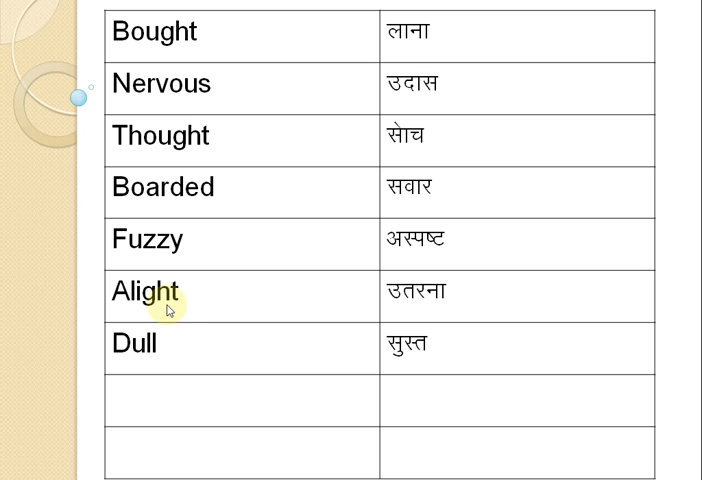 Bought लाना
Nervous उदास
Thought सेाच
Boarded सवार
Fuzzy अस्पष्ट
Alight उतरना
Dull सुस्त